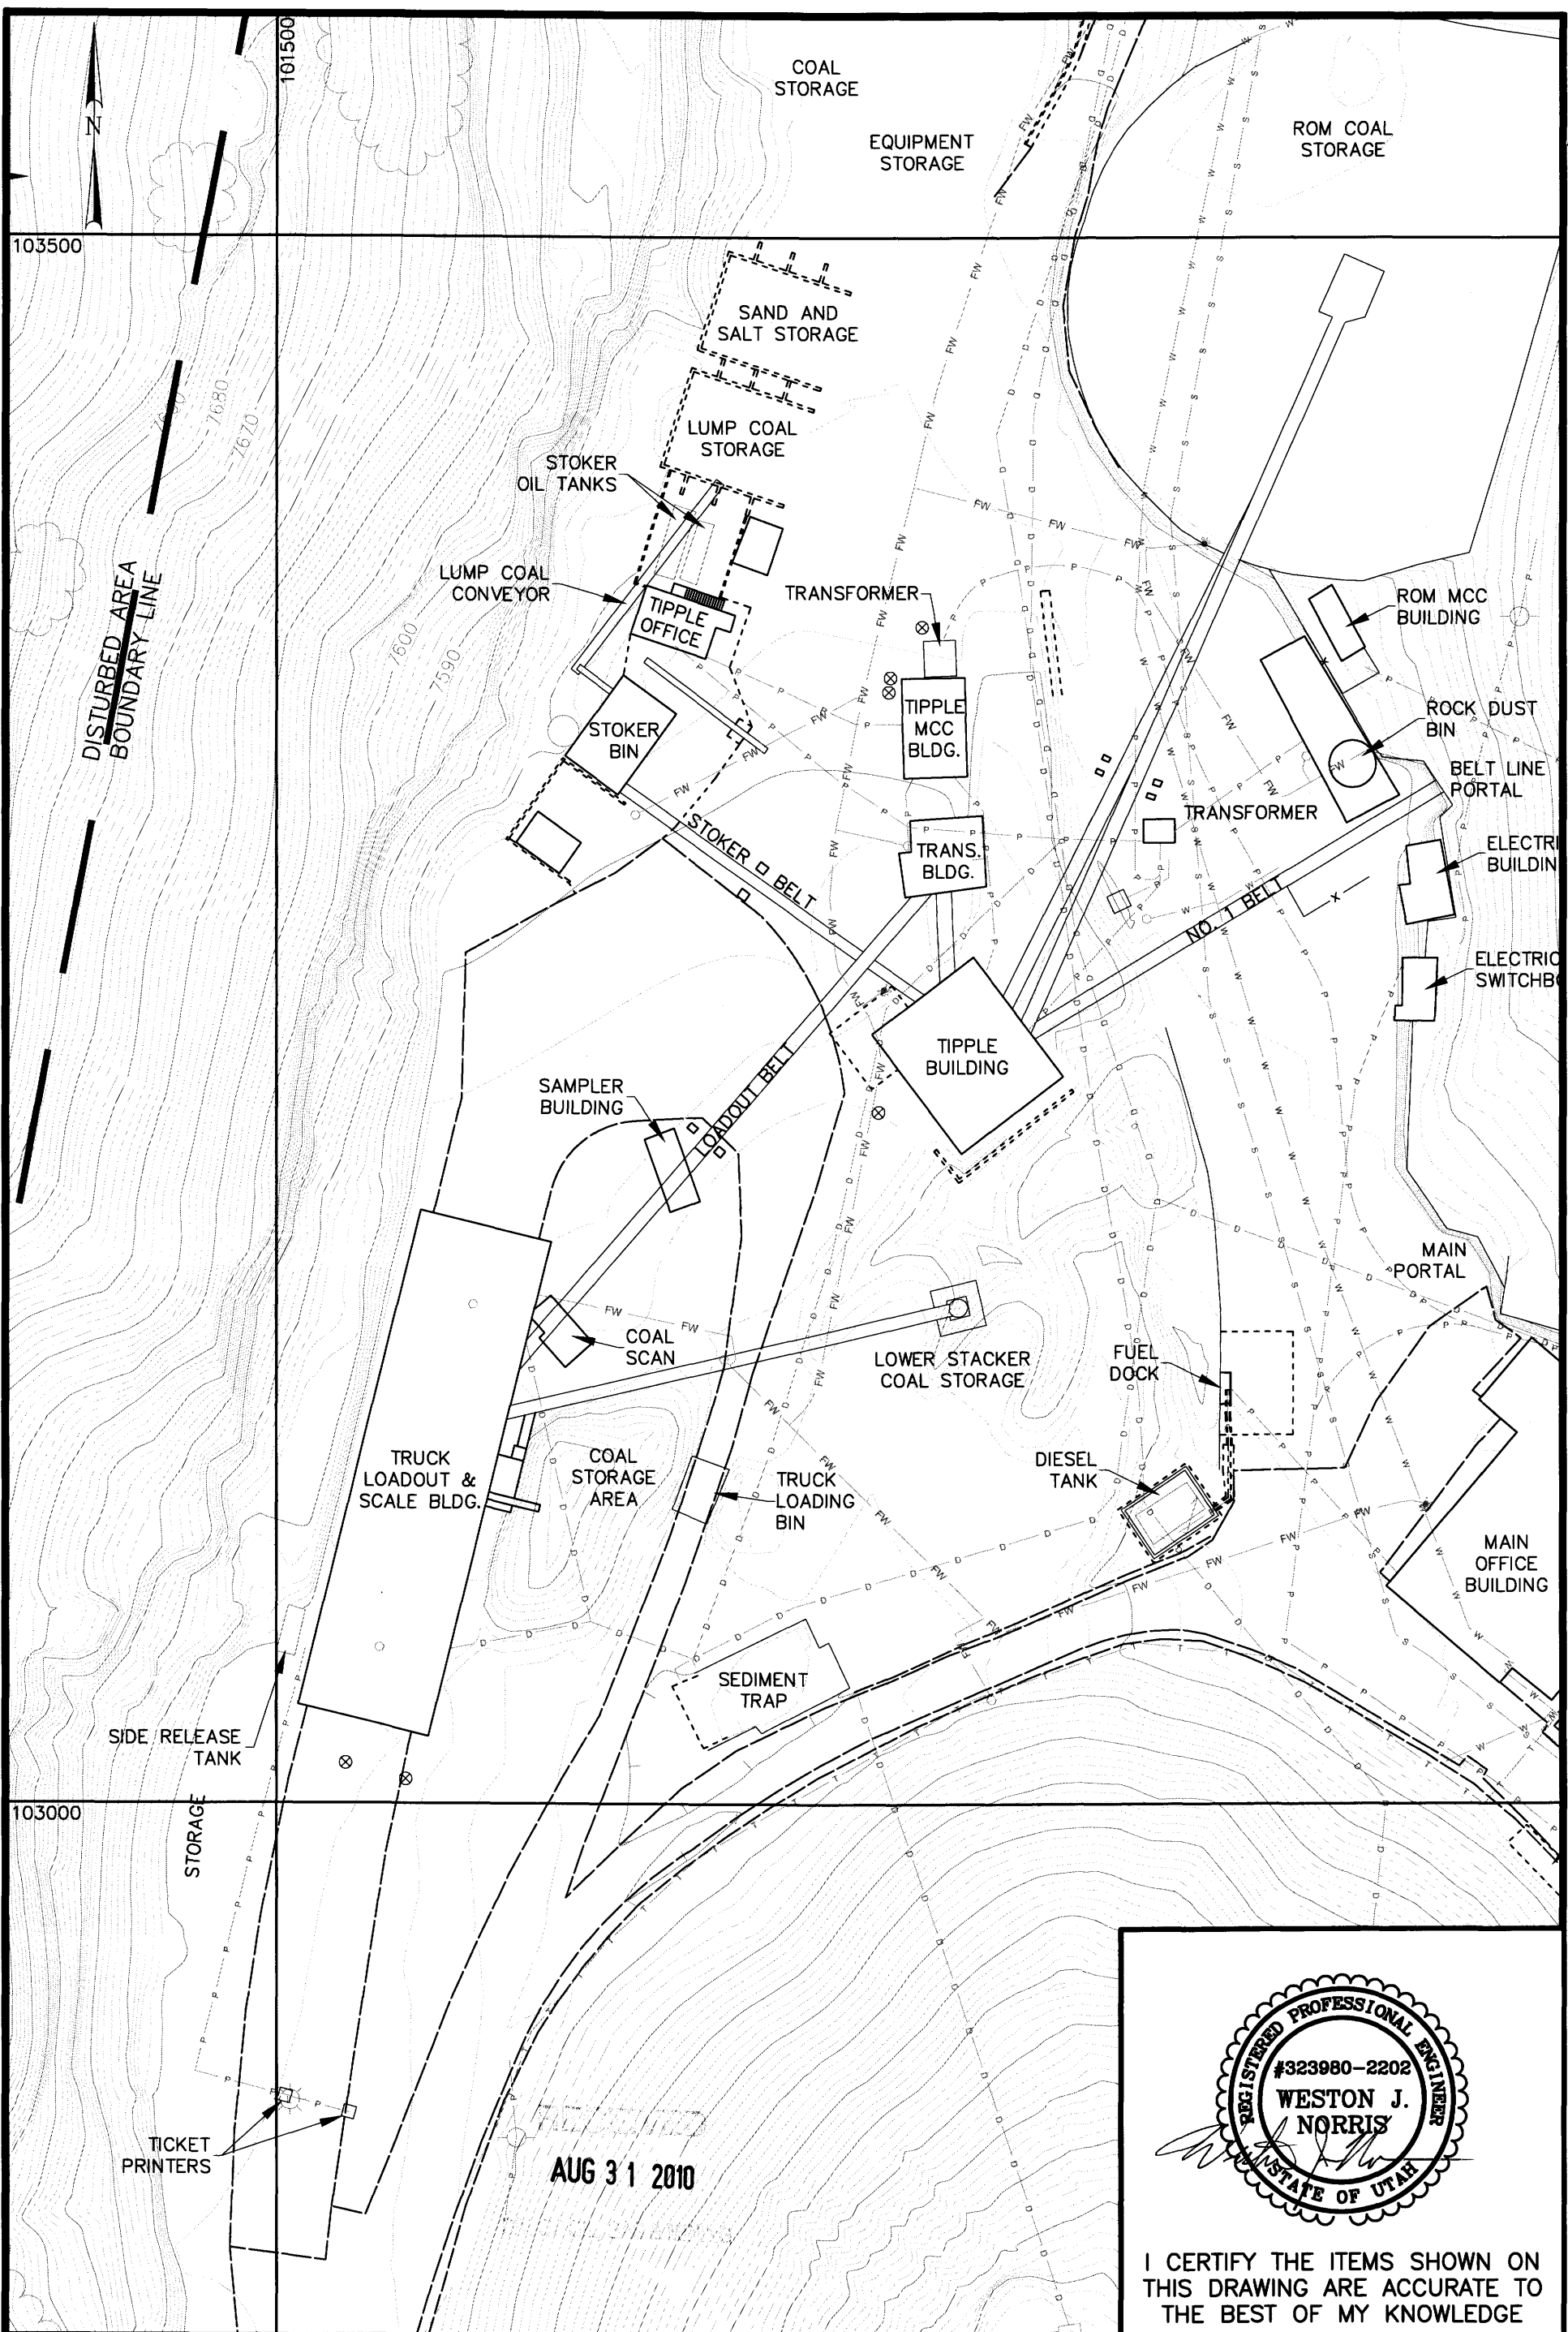 101500
COAL
STORAGE
EQUIPMENT
STORAGE
ROM COAL
STORAGE
N
103500
SAND AND
SALT STORAGE
7680
7670
LUMP COAL
STORAGE
STOKER
OIL TANKS
DISTURBED AREA
BOUNDARY LINE
LUMP COAL
CONVEYOR
TIPPLE
OFFICE
TRANSFORMER
ROM MCC
BUILDING
7600
7590
STOKER
BIN
TIPPLE
MCC
BLDG.
ROCK DUST
BIN
BELT LINE
PORTAL
TRANSFORMER
STOKER BELT
TRANS.
BLDG.
ELECTRI
BUILDIN
NO. 1 BELT
ELECTRIC
SWITCHB
TIPPLE
BUILDING
SAMPLER
BUILDING
LOADOUT BELT
MAIN
PORTAL
COAL
SCAN
LOWER STACKER
COAL STORAGE
FUEL
DOCK
TRUCK
LOADOUT &
SCALE BLDG.
COAL
STORAGE
AREA
TRUCK
LOADING
BIN
DIESEL
TANK
MAIN
OFFICE
BUILDING
SEDIMENT
TRAP
SIDE RELEASE
TANK
103000
STORAGE
TICKET
PRINTERS
AUG 31 2010
REGISTERED PROFESSIONAL ENGINEER
#323980-2202
WESTON J.
NORRIS
STATE OF UTAH
I CERTIFY THE ITEMS SHOWN ON
THIS DRAWING ARE ACCURATE TO
THE BEST OF MY KNOWLEDGE